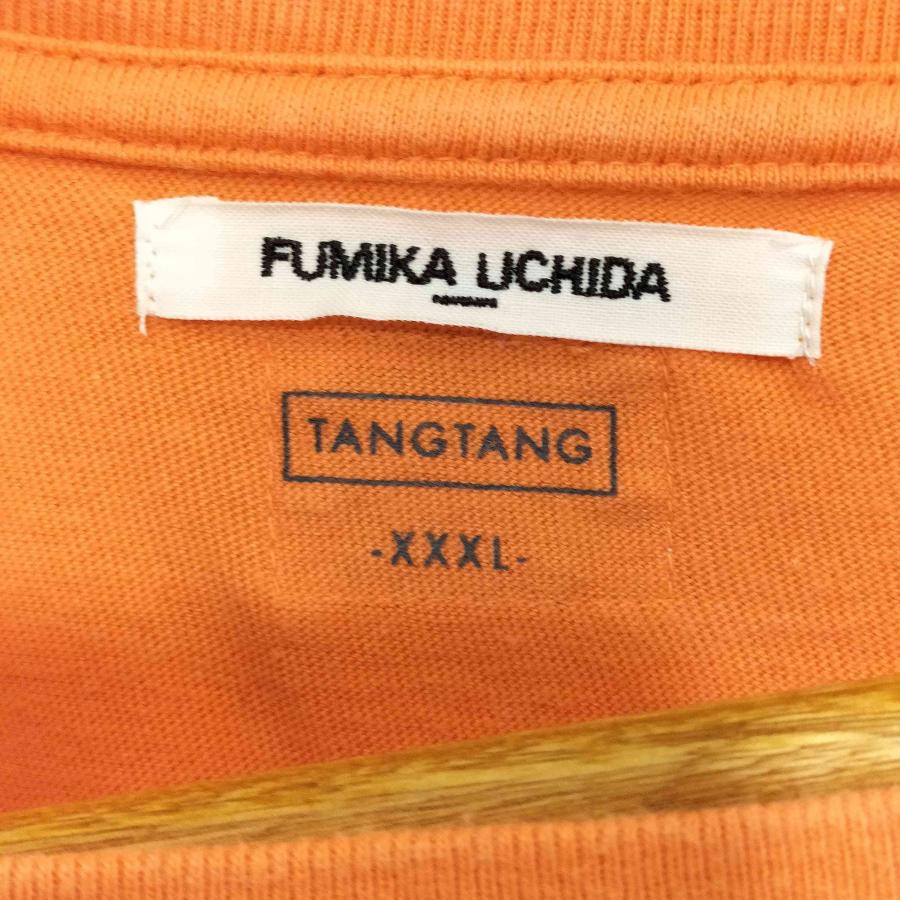 FUMIKA UCHIDA
TANGTANG
-XXXL-